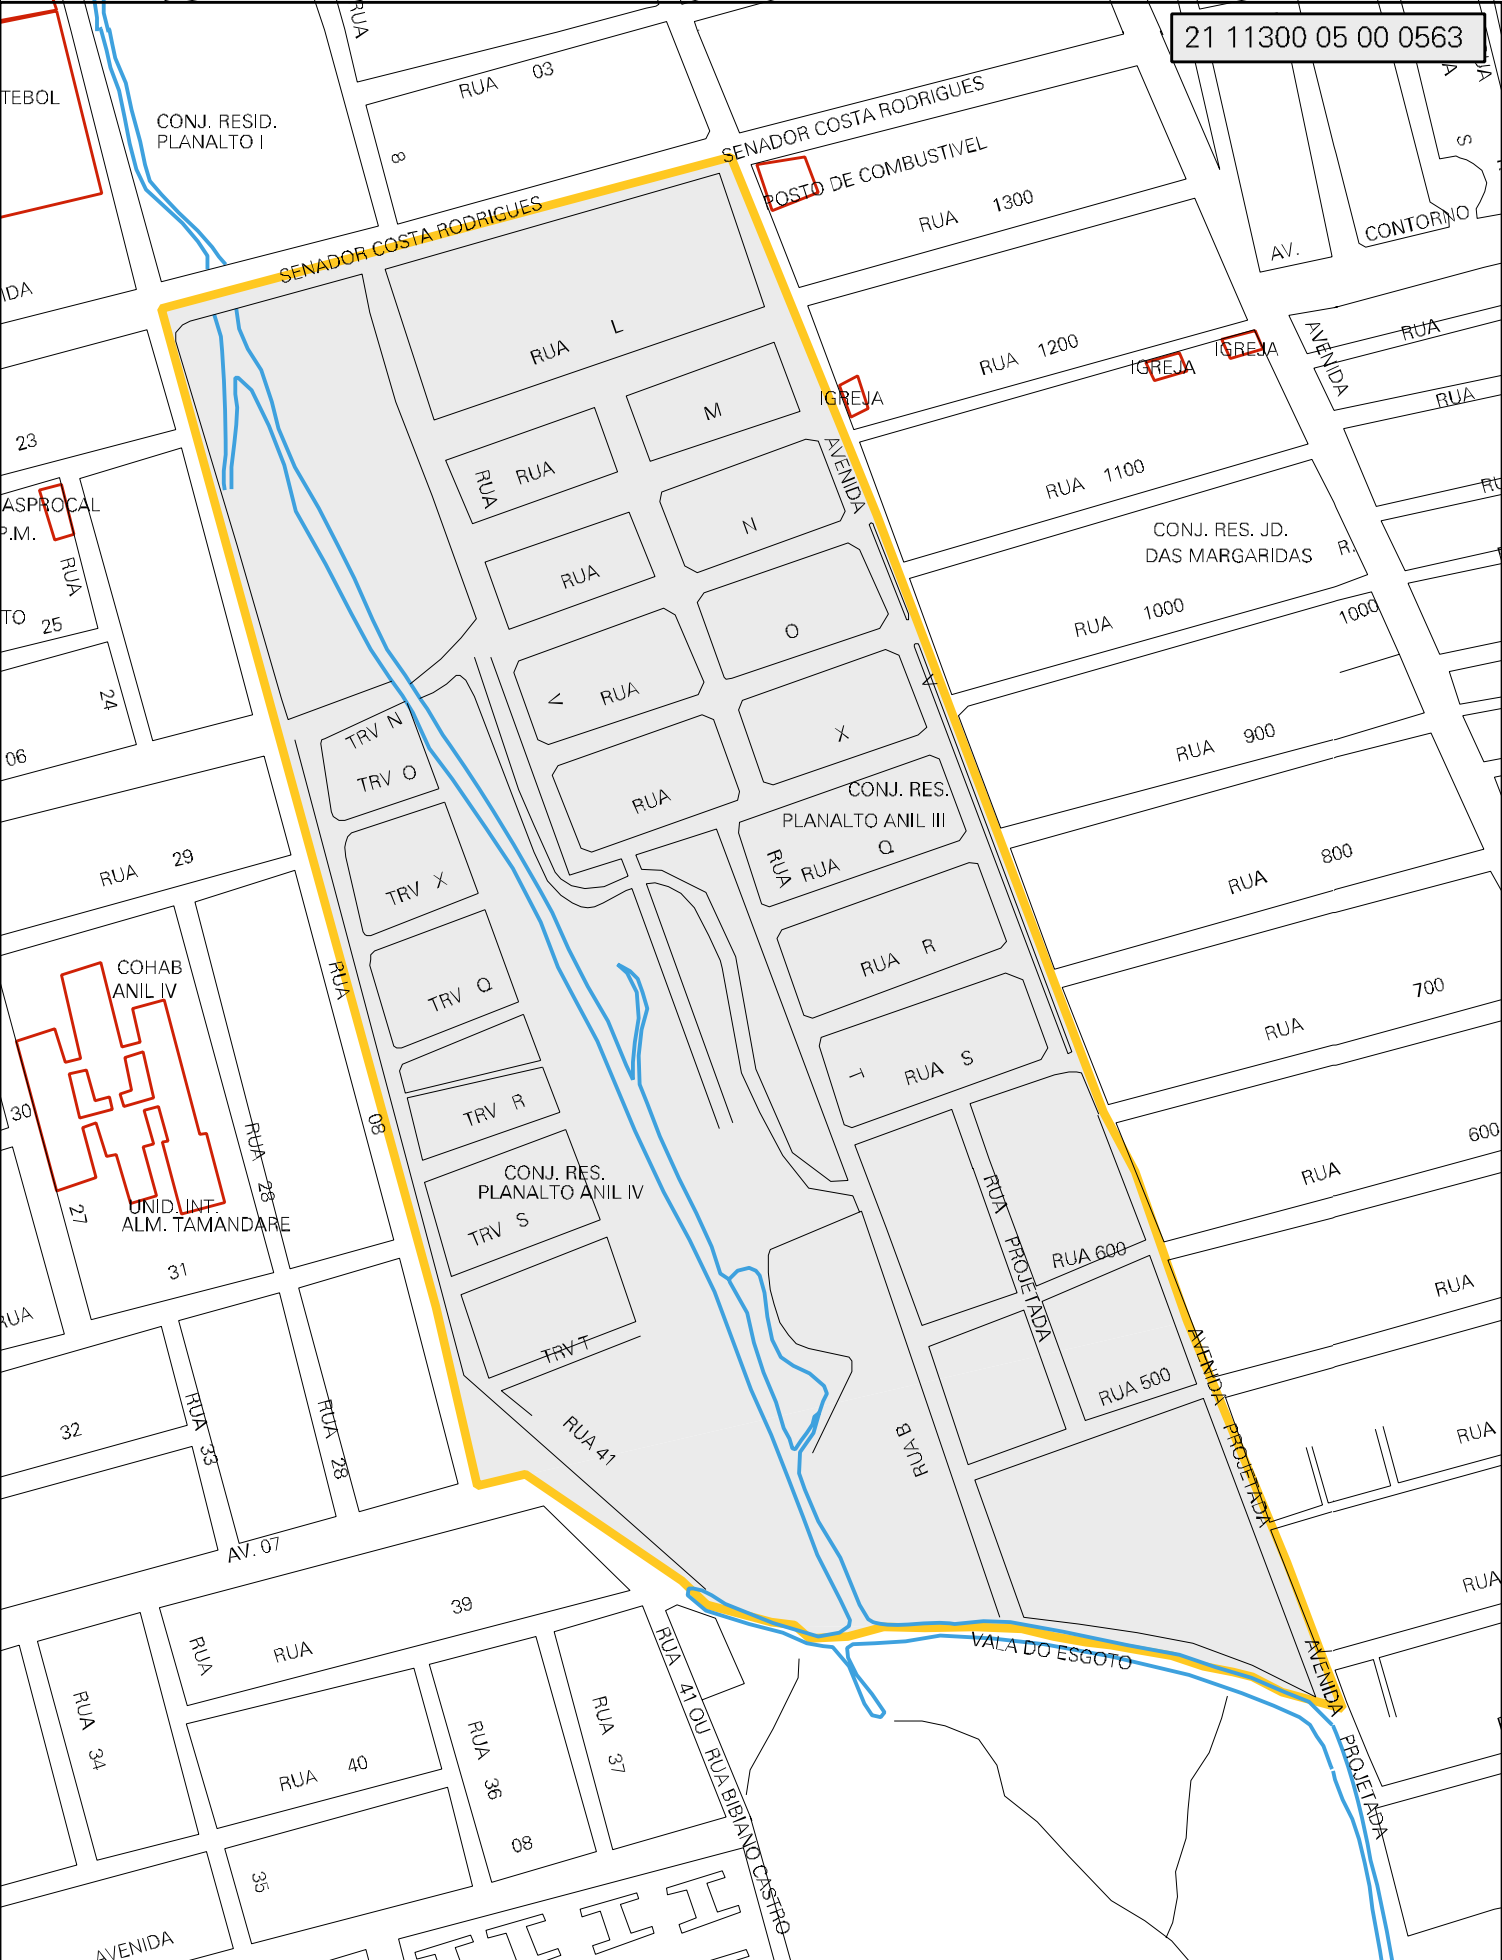 21 11300 05 00 0563
RUA
RUA 03
TEBOL
CONJ. RESID.
PLANALTO I
8
SENADOR COSTA RODRIGUES
POSTO DE COMBUSTIVEL
RUA 1300
S
AV. CONTORNO
SENADOR COSTA RODRIGUES
IDA
RUA L
RUA 1200
IGREJA
IGREJA
IGREJA
AVENIDA
RUA
RUA
23
RUA
RUA M
AVENIDA
RUA 1100
ASPROCAL
P.M.
RUA
TO 25
RUA N
CONJ. RES. JD.
DAS MARGARIDAS
R.
1000
RUA 1000
RUA O
24
V
RUA X
V
TRV N
TRV O
06
RUA 900
RUA
CONJ. RES.
PLANALTO ANIL III
RUA
RUA Q
RUA 29
TRV X
RUA 800
COHAB
ANIL IV
RUA
08
TRV Q
RUA R
RUA 700
30
TRV R
T
RUA S
RUA 28
RUA 600
CONJ. RES.
PLANALTO ANIL IV
27
UNID. INT.
ALM. TAMANDARE
TRV S
RUA PROJETADA
RUA 600
31
RUA
RUA
TRV T
RUA 500
AVENIDA PROJETADA
32
RUA 33
RUA 28
RUA 41
RUA B
RUA
AV. 07
39
RUA
RUA
RUA
VALA DO ESGOTO
RUA 41 OU RUA BIBIANO CASTRO
AVENIDA PROJETADA
RUA 34
RUA 40
RUA 36
RUA 37
08
35
AVENIDA